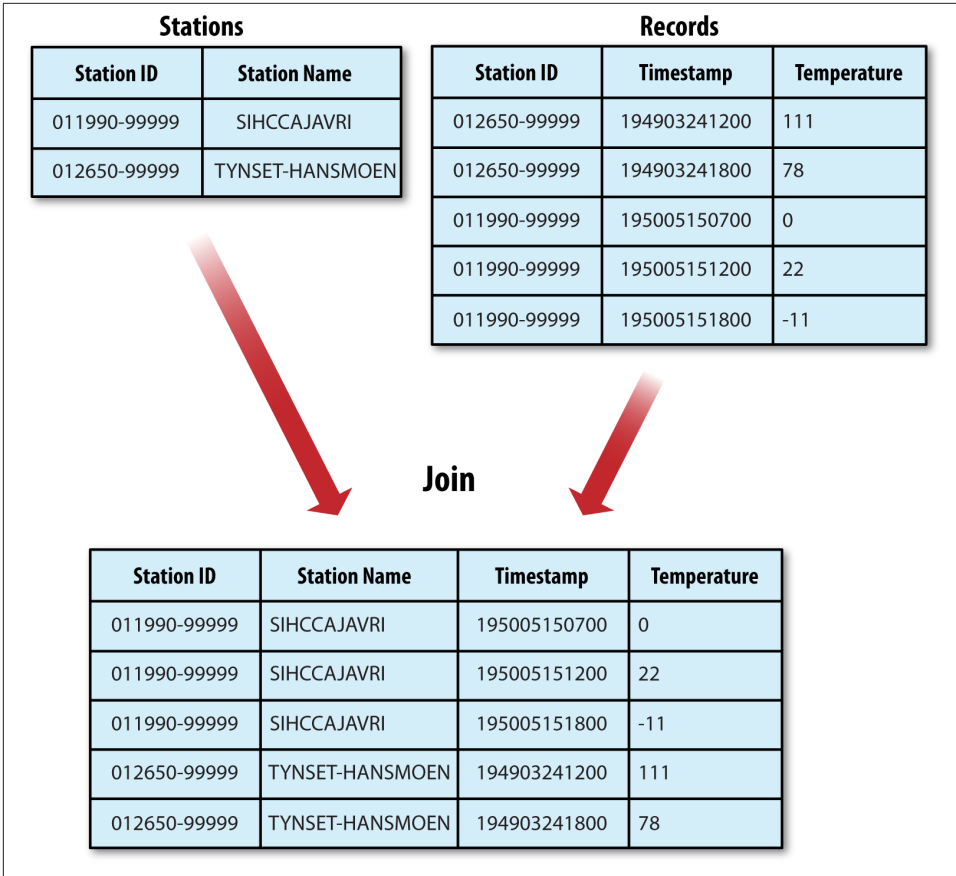 Stations
Station ID Station Name
011990-99999 SIHCCAJAVRI
012650-99999 TYNSET-HANSMOEN
Records
Station ID Timestamp Temperature
012650-99999 194903241200 111
012650-99999 194903241800 78
011990-99999 195005150700 0
011990-99999 195005151200 22
011990-99999 195005151800 -11
Join
Station ID Station Name Timestamp Temperature
011990-99999 SIHCCAJAVRI 195005150700 0
011990-99999 SIHCCAJAVRI 195005151200 22
011990-99999 SIHCCAJAVRI 195005151800 -11
012650-99999 TYNSET-HANSMOEN 194903241200 111
012650-99999 TYNSET-HANSMOEN 194903241800 78